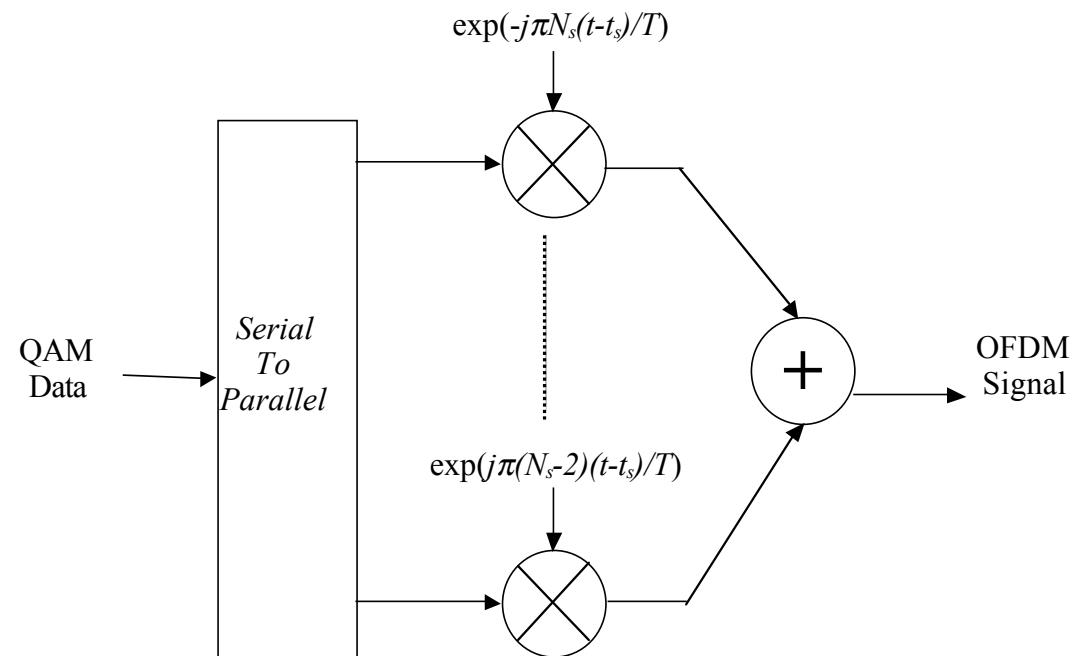 exp(-jπNₛ(t-tₛ)/T)
QAM
Data
Serial
To
Parallel
+
OFDM
Signal
exp(jπ(Nₛ-2)(t-tₛ)/T)